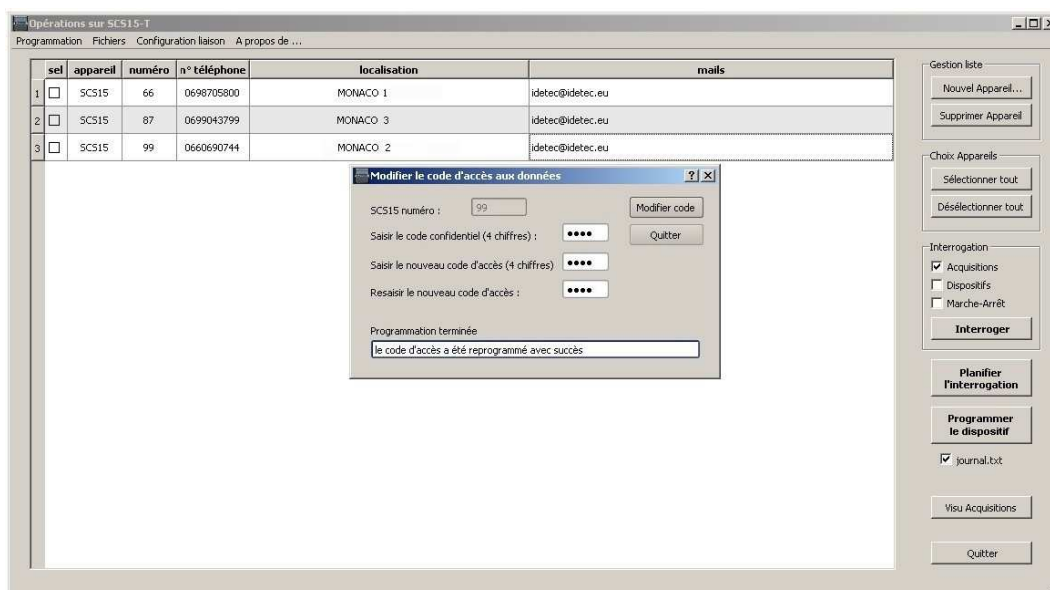 Opérations sur SCS15-T
Programmation Fichiers Configuration liaison A propos de ...
sel appareil numéro n° téléphone localisation mails
1 SCS15 66 0698705800 MONACO 1 idetec@idetec.eu
2 SCS15 87 0699043799 MONACO 3 idetec@idetec.eu
3 SCS15 99 0660690744 MONACO 2 idetec@idetec.eu
Modifier le code d'accès aux données
SCS15 numéro : 99 Modifier code
Saisir le code confidentiel (4 chiffres) : •••• Quitter
Saisir le nouveau code d'accès (4 chiffres) ••••
Resaisir le nouveau code d'accès : ••••
Programmation terminée
le code d'accès a été reprogrammé avec succès
Gestion liste
Nouvel Appareil...
Supprimer Appareil
Choix Appareils
Sélectionner tout
Désélectionner tout
Interrogation
Acquisitions
Dispositifs
Marche-Arrêt
Interroger
Planifier
l'interrogation
Programmer
le dispositif
journal.txt
Visu Acquisitions
Quitter